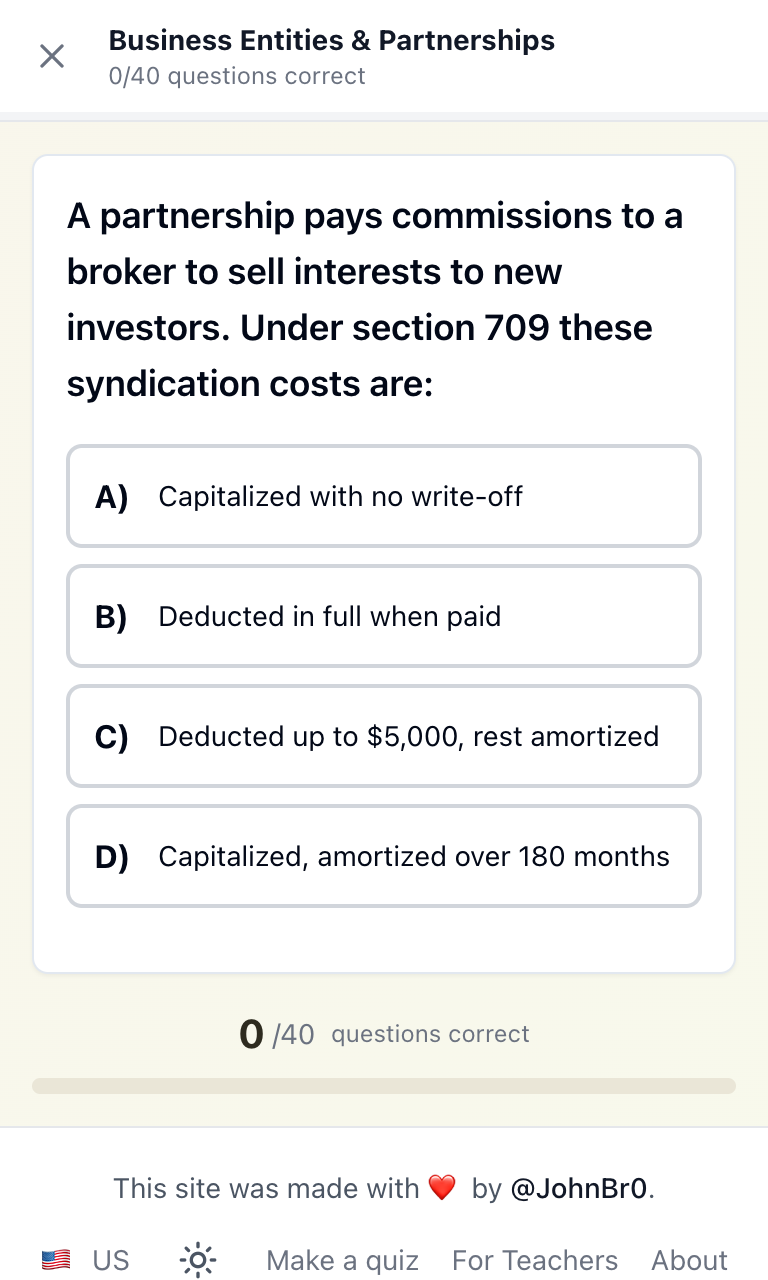 Business Entities & Partnerships
0/40 questions correct
A partnership pays commissions to a
broker to sell interests to new
investors. Under section 709 these
syndication costs are:
A) Capitalized with no write-off
B) Deducted in full when paid
C) Deducted up to $5,000, rest amortized
D) Capitalized, amortized over 180 months
0 /40 questions correct
This site was made with ❤️ by @JohnBr0.
🇺🇸 US Make a quiz For Teachers About